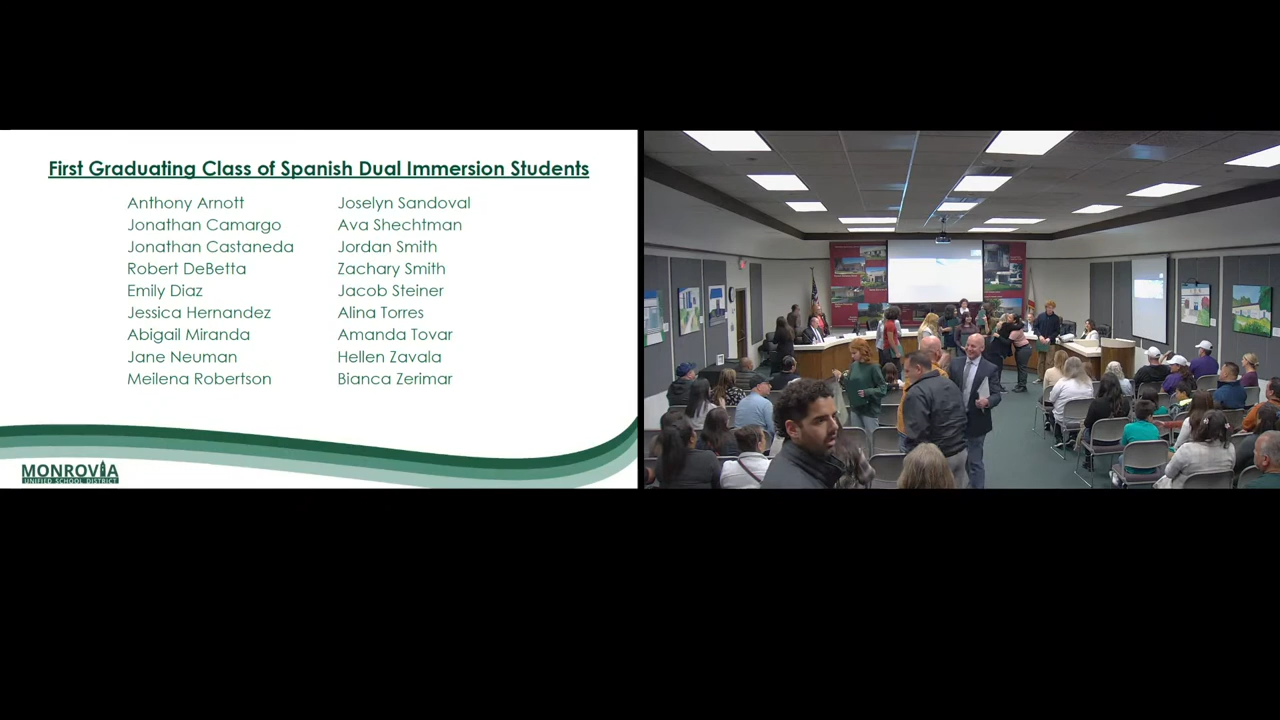 First Graduating Class of Spanish Dual Immersion Students
Anthony Arnott
Jonathan Camargo
Jonathan Castaneda
Robert DeBetta
Emily Diaz
Jessica Hernandez
Abigail Miranda
Jane Neuman
Meilena Robertson
Joselyn Sandoval
Ava Shechtman
Jordan Smith
Zachary Smith
Jacob Steiner
Alina Torres
Amanda Tovar
Hellen Zavala
Bianca Zerimar
MONROVIA
UNIFIED SCHOOL DISTRICT